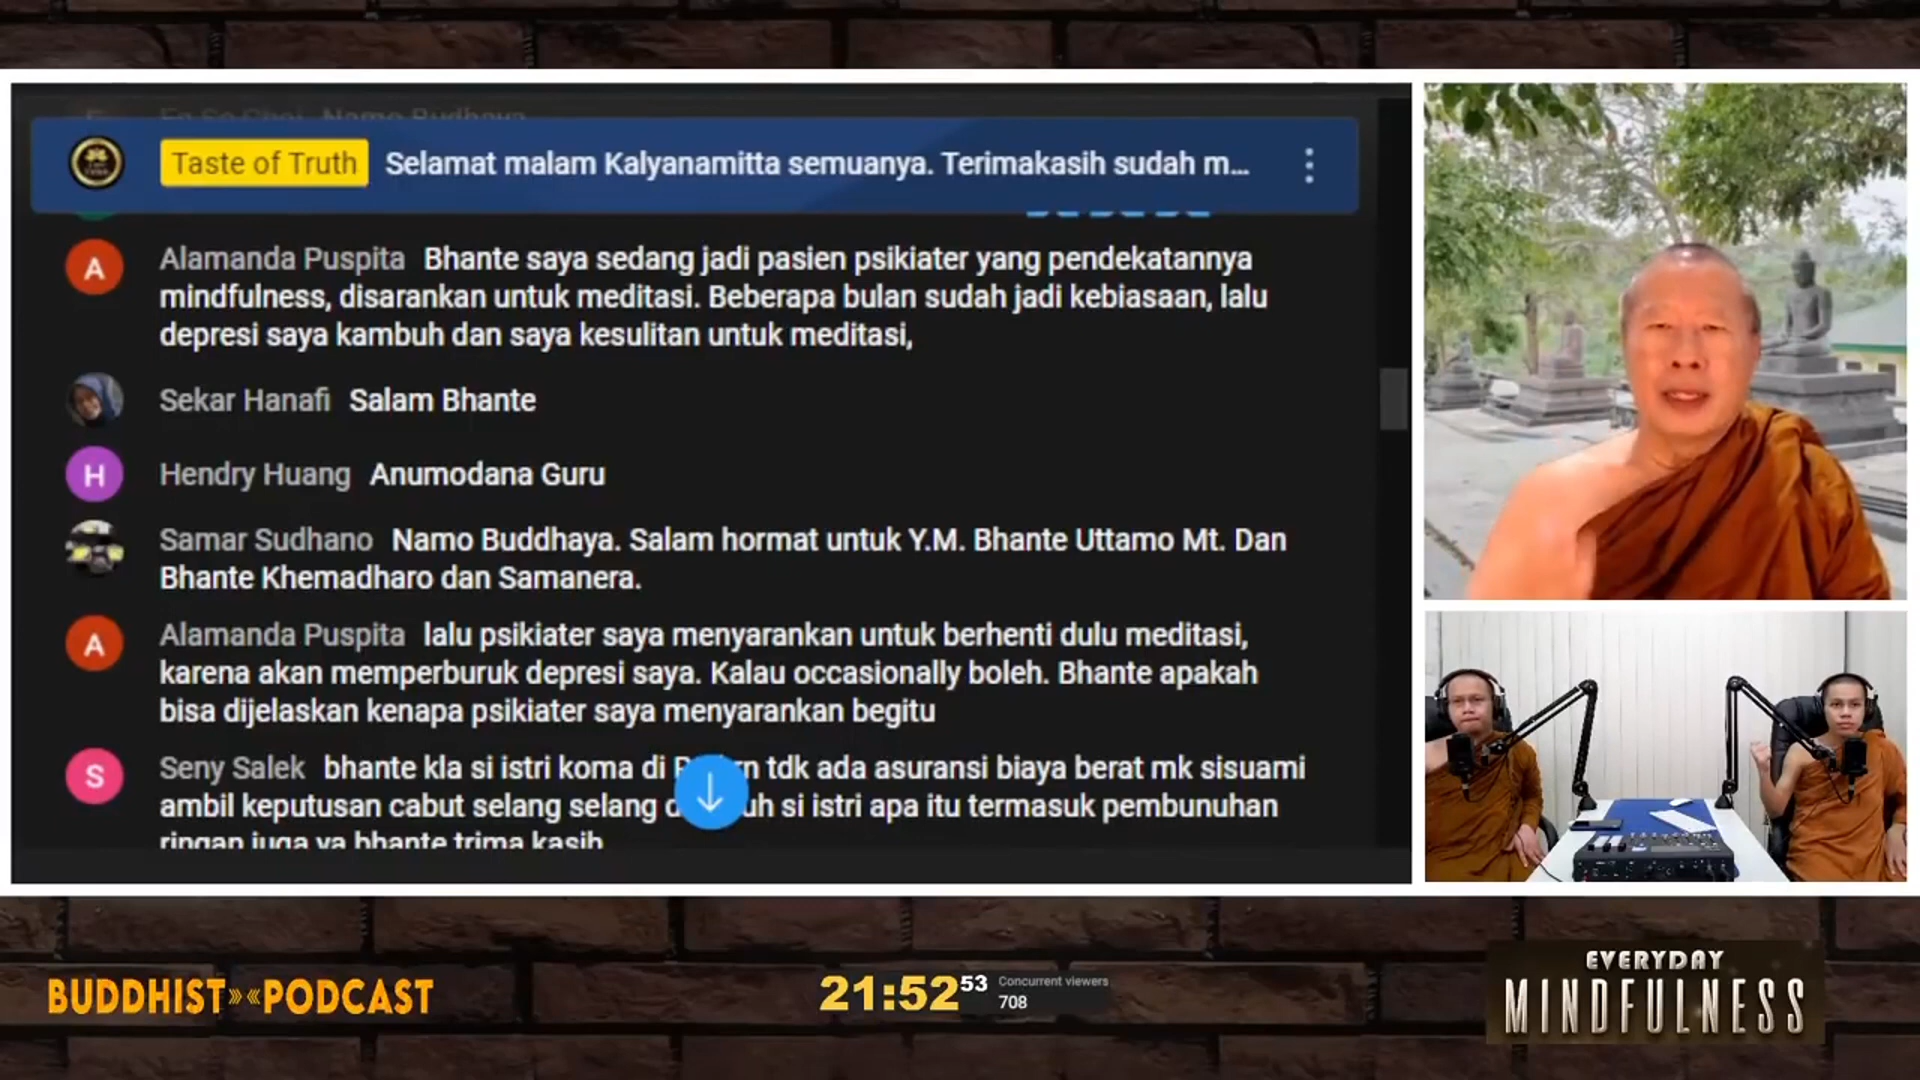 Taste of Truth Selamat malam Kalyanamitta semuanya. Terimakasih sudah m...
A Alamanda Puspita Bhante saya sedang jadi pasien psikiater yang pendekatannya
mindfulness, disarankan untuk meditasi. Beberapa bulan sudah jadi kebiasaan, lalu
depresi saya kambuh dan saya kesulitan untuk meditasi,
Sekar Hanafi Salam Bhante
H Hendry Huang Anumodana Guru
Samar Sudhano Namo Buddhaya. Salam hormat untuk Y.M. Bhante Uttamo Mt. Dan
Bhante Khemadharo dan Samanera.
A Alamanda Puspita lalu psikiater saya menyarankan untuk berhenti dulu meditasi,
karena akan memperburuk depresi saya. Kalau occasionally boleh. Bhante apakah
bisa dijelaskan kenapa psikiater saya menyarankan begitu
S Seny Salek bhante kla si istri koma di tdk ada asuransi biaya berat mk sisuami
ambil keputusan cabut selang selang si istri apa itu termasuk pembunuhan
ringan juga ya bhante trima kasih
BUDDHIST»«PODCAST
21:52 53
Concurrent viewers
708
EVERYDAY
MINDFULNESS